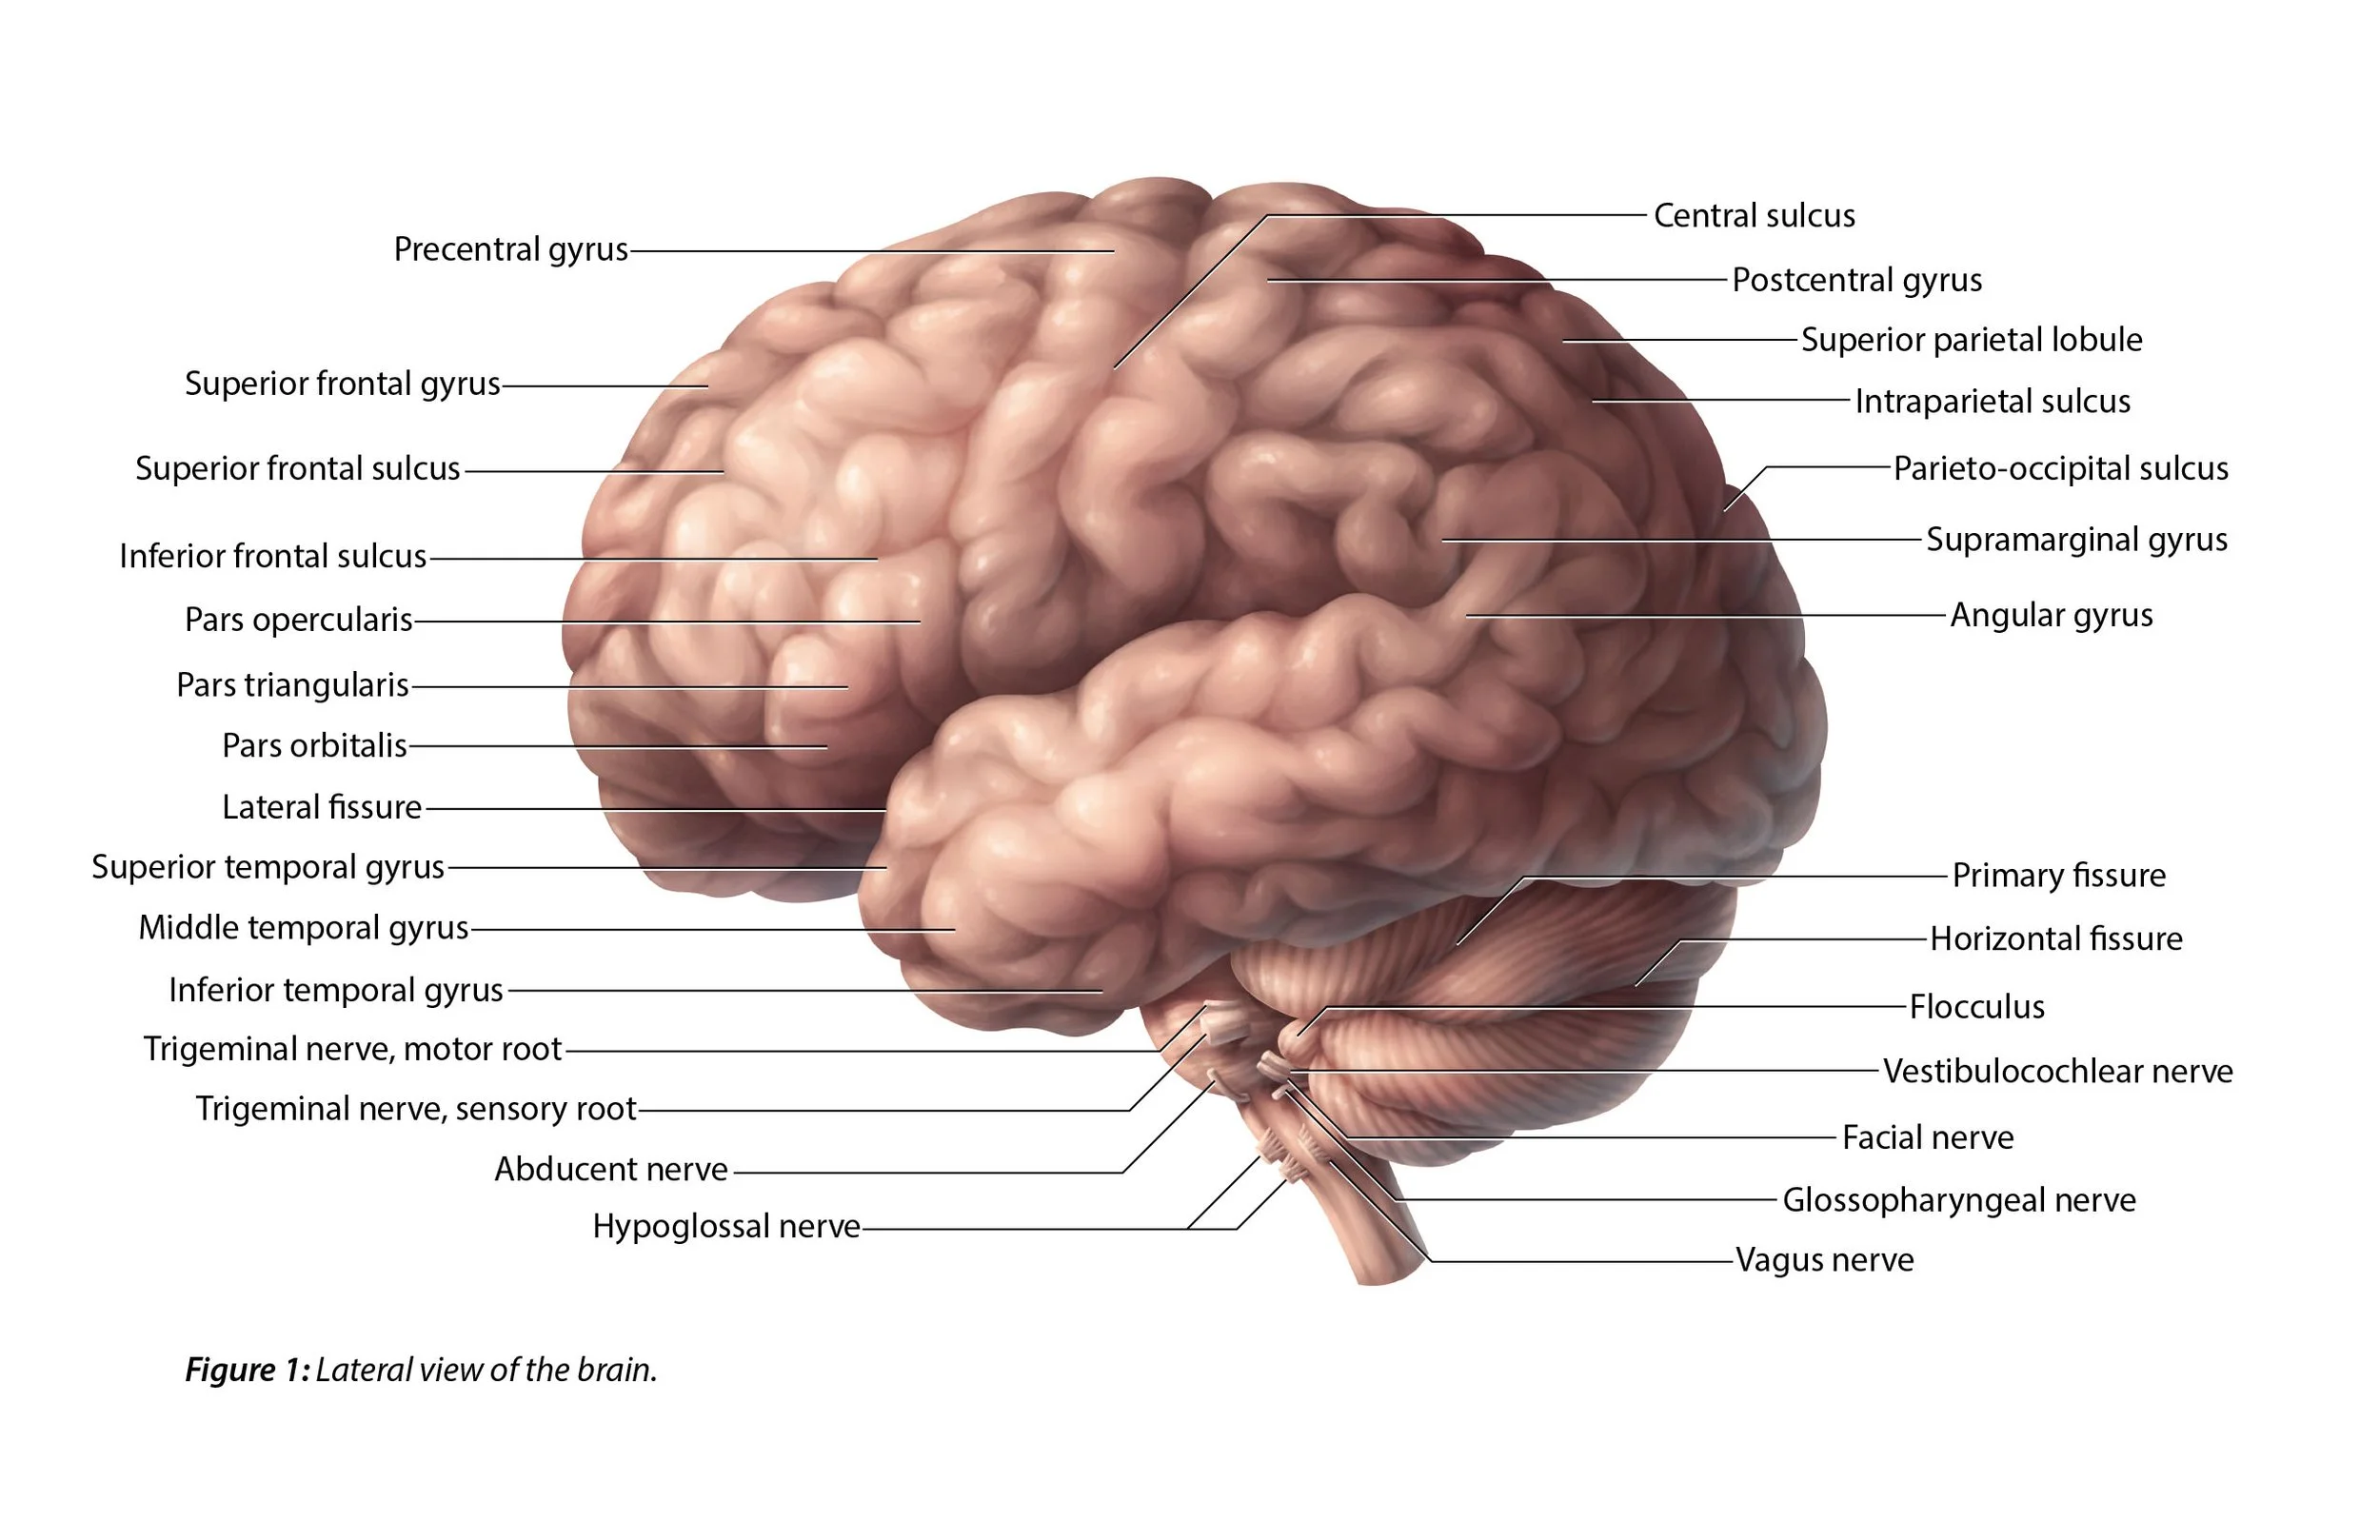 Precentral gyrus
Superior frontal gyrus
Superior frontal sulcus
Inferior frontal sulcus
Pars opercularis
Pars triangularis
Pars orbitalis
Lateral fissure
Superior temporal gyrus
Middle temporal gyrus
Inferior temporal gyrus
Trigeminal nerve, motor root
Trigeminal nerve, sensory root
Abducent nerve
Hypoglossal nerve
Central sulcus
Postcentral gyrus
Superior parietal lobule
Intraparietal sulcus
Parieto-occipital sulcus
Supramarginal gyrus
Angular gyrus
Primary fissure
Horizontal fissure
Flocculus
Vestibulocochlear nerve
Facial nerve
Glossopharyngeal nerve
Vagus nerve
Figure 1: Lateral view of the brain.